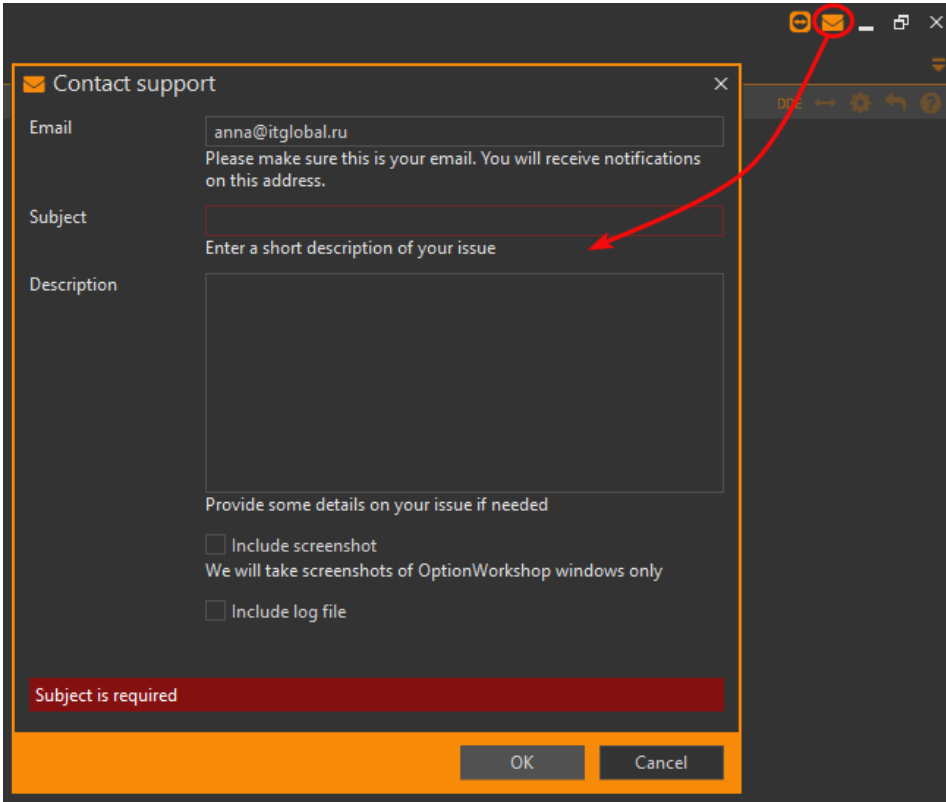 Contact support
DDE
Email
anna@itglobal.ru
Please make sure this is your email. You will receive notifications
on this address.
Subject
Enter a short description of your issue
Description
Provide some details on your issue if needed
Include screenshot
We will take screenshots of OptionWorkshop windows only
Include log file
Subject is required
OK
Cancel